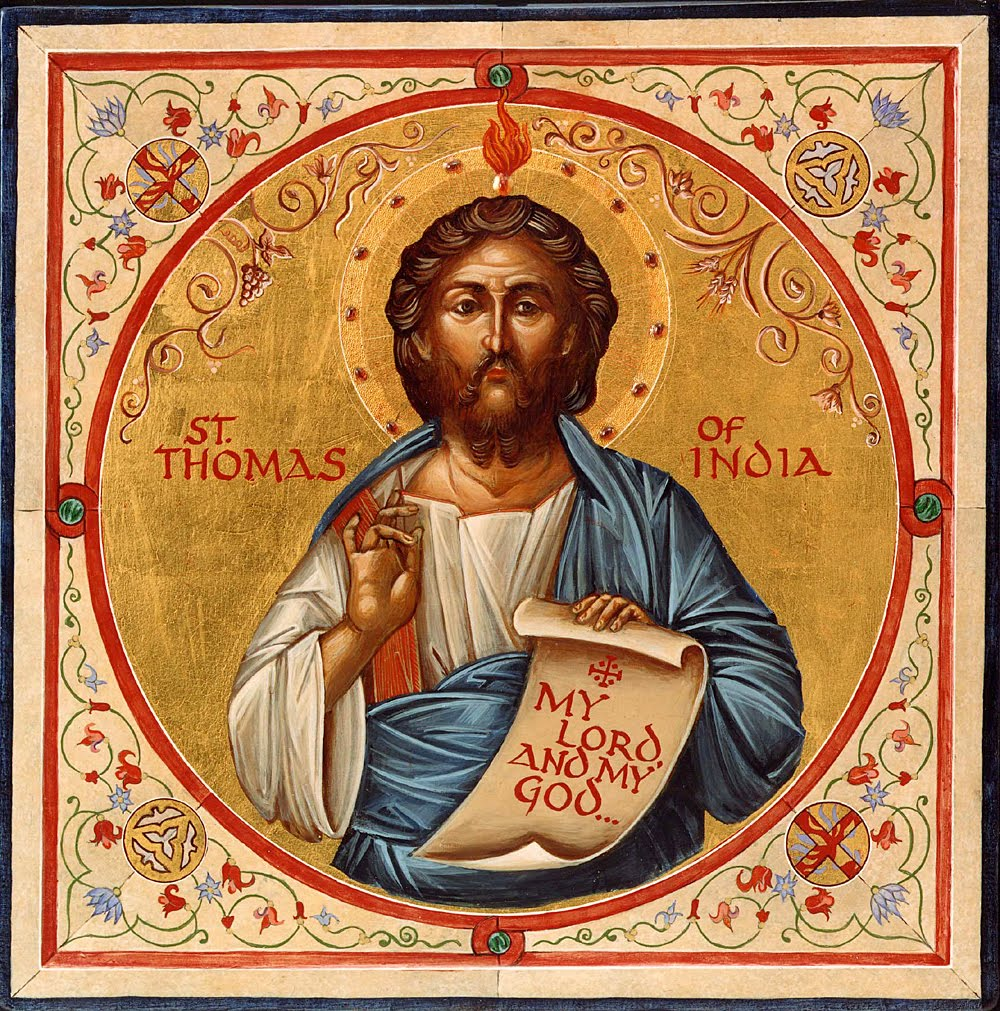 ST.
THOMAS
OF
INDIA
MY
LORD,
AND MY
GOD...